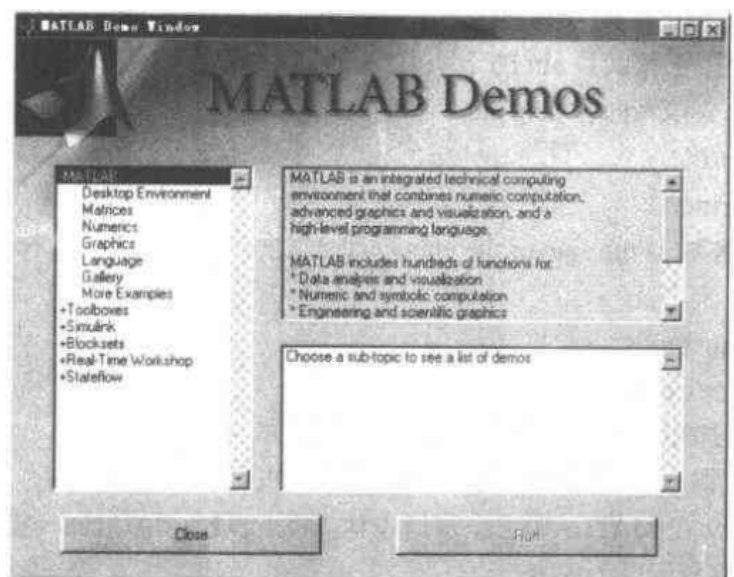 MATLAB Demo Window
MATLAB Demos
MATLAB
Desktop Environment
Matrices
Numerics
Graphics
Language
Gallery
More Examples
+Toolboxes
+Simulink
+Blocksets
+Real-Time Workshop
+Stateflow
MATLAB is an integrated technical computing
environment that combines numeric computation,
advanced graphics and visualization, and a
high-level programming language.
MATLAB includes hundreds of functions for:
* Data analysis and visualization
* Numeric and symbolic computation
* Engineering and scientific graphics
Choose a sub-topic to see a list of demos
Close
Run